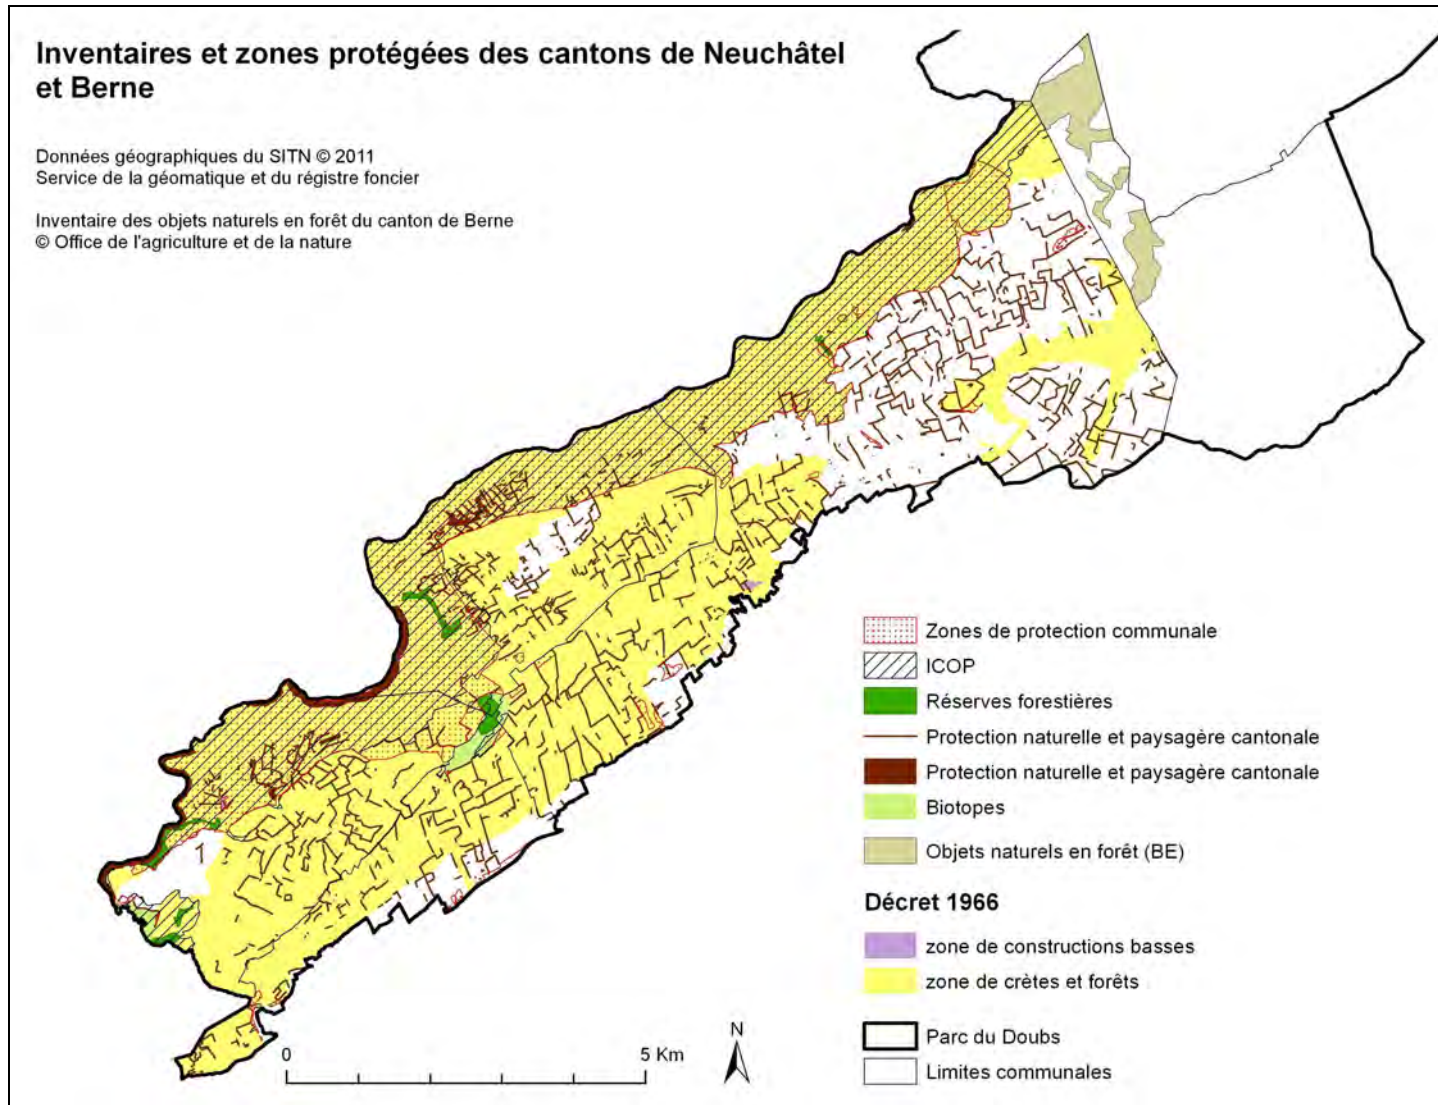 Inventaires et zones protégées des cantons de Neuchâtel
et Berne
Données géographiques du SITN © 2011
Service de la géomatique et du régistre foncier
Inventaire des objets naturels en forêt du canton de Berne
© Office de l'agriculture et de la nature
Zones de protection communale
ICOP
Réserves forestières
Protection naturelle et paysagère cantonale
Protection naturelle et paysagère cantonale
Biotopes
Objets naturels en forêt (BE)
Décret 1966
zone de constructions basses
zone de crètes et forêts
Parc du Doubs
Limites communales
N
0 5 Km